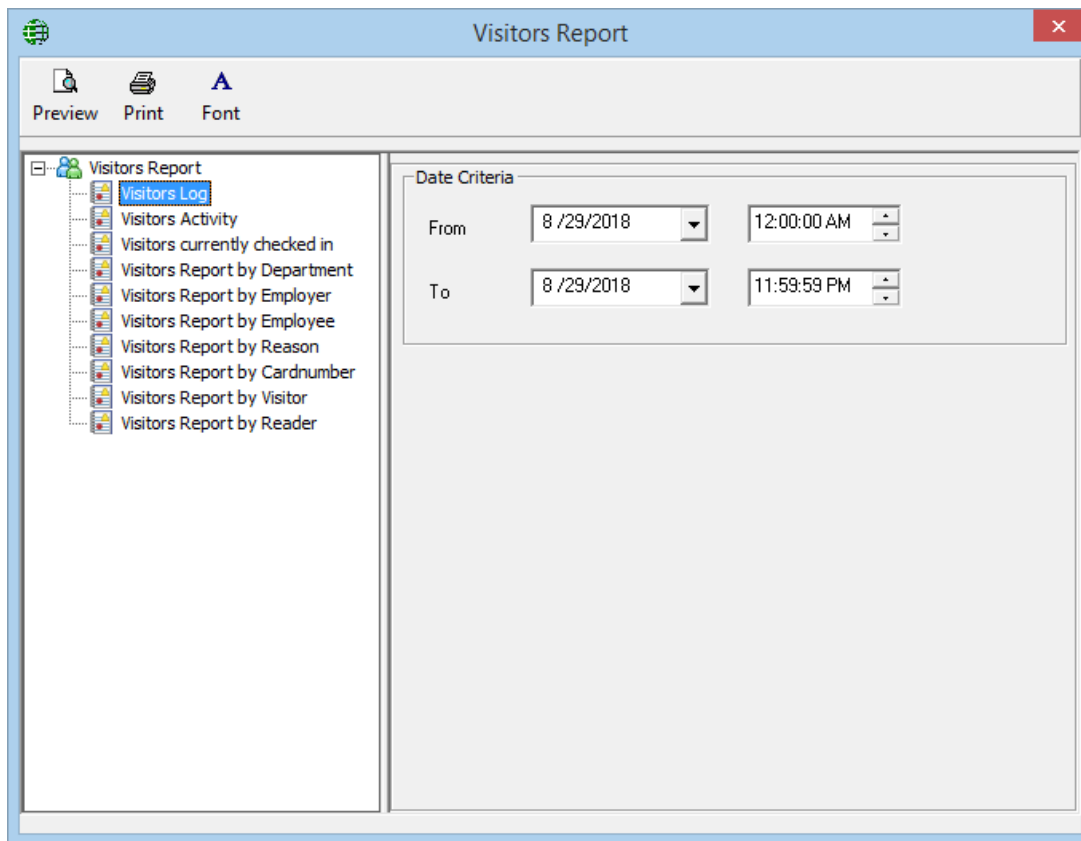 Visitors Report
Preview Print Font
Visitors Report
Visitors Log
Visitors Activity
Visitors currently checked in
Visitors Report by Department
Visitors Report by Employer
Visitors Report by Employee
Visitors Report by Reason
Visitors Report by Cardnumber
Visitors Report by Visitor
Visitors Report by Reader
Date Criteria
From 8 /29/2018 12:00:00 AM
To 8 /29/2018 11:59:59 PM